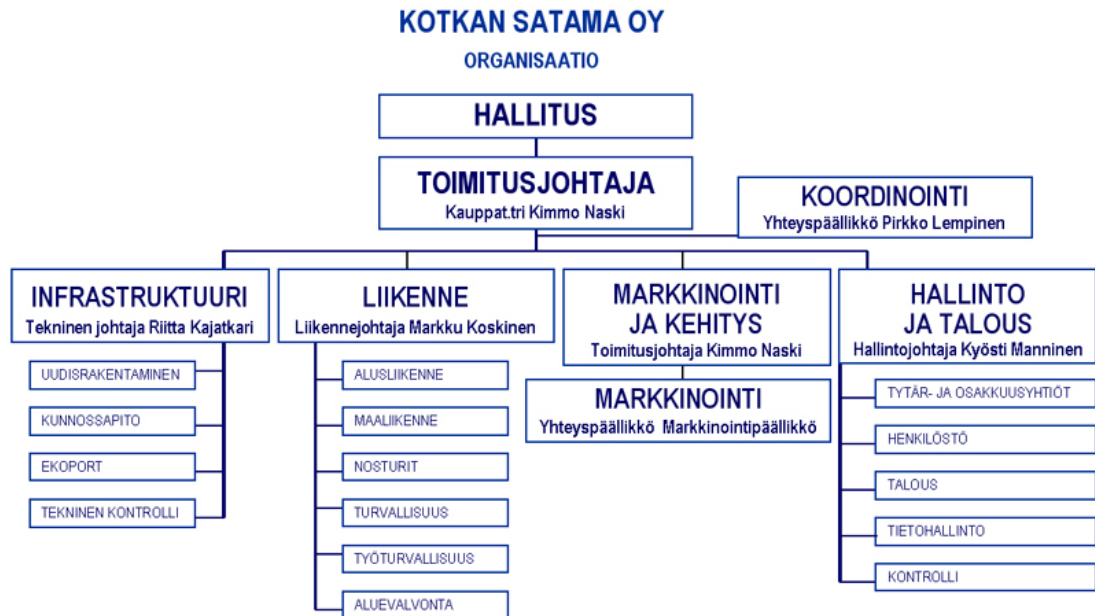 KOTKAN SATAMA OY
ORGANISAATIO
HALLITUS
TOIMITUSJOHTAJA
Kauppat.tri Kimmo Naski
KOORDINOINTI
Yhteyspäällikkö Pirkko Lempinen
INFRASTRUKTUURI
Tekninen johtaja Riitta Kajatkari
UUDISRAKENTAMINEN
KUNNOSSAPITO
EKOPORT
TEKNINEN KONTROLLI
LIIKENNE
Liikennejohtaja Markku Koskinen
ALUSLIIKENNE
MAALIIKENNE
NOSTURIT
TURVALLISUUS
TYÖTURVALLISUUS
ALUEVALVONTA
MARKKINOINTI
JA KEHITYS
Toimitusjohtaja Kimmo Naski
MARKKINOINTI
Yhteyspäällikkö Markkinointipäällikkö
HALLINTO
JA TALOUS
Hallintojohtaja Kyösti Manninen
TYTÄR- JA OSAKKUUSYHTIÖT
HENKILÖSTÖ
TALOUS
TIETOHALLINTO
KONTROLLI